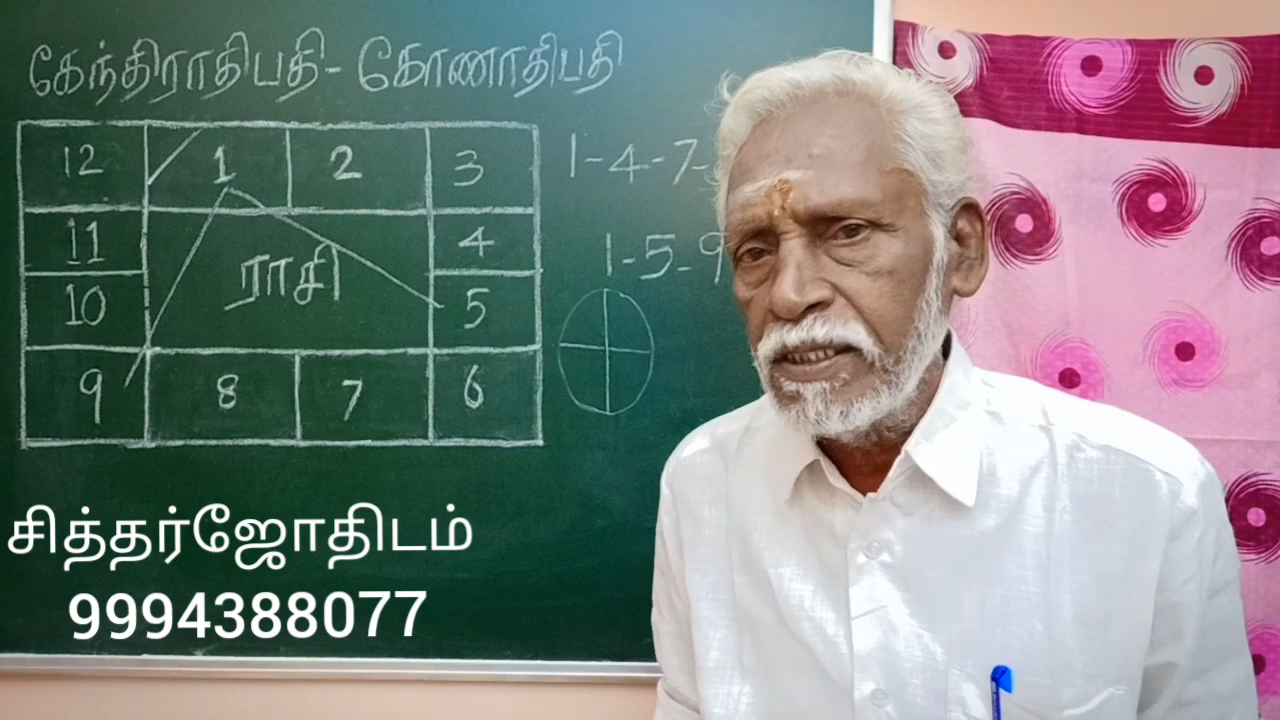 கேந்திராதிபதி - கோணாதிபதி
12 1 2 3
1-4-7-
11 4
ராசி
1-5-9
10 5
9 8 7 6
சித்தர்ஜோதிடம்
9994388077